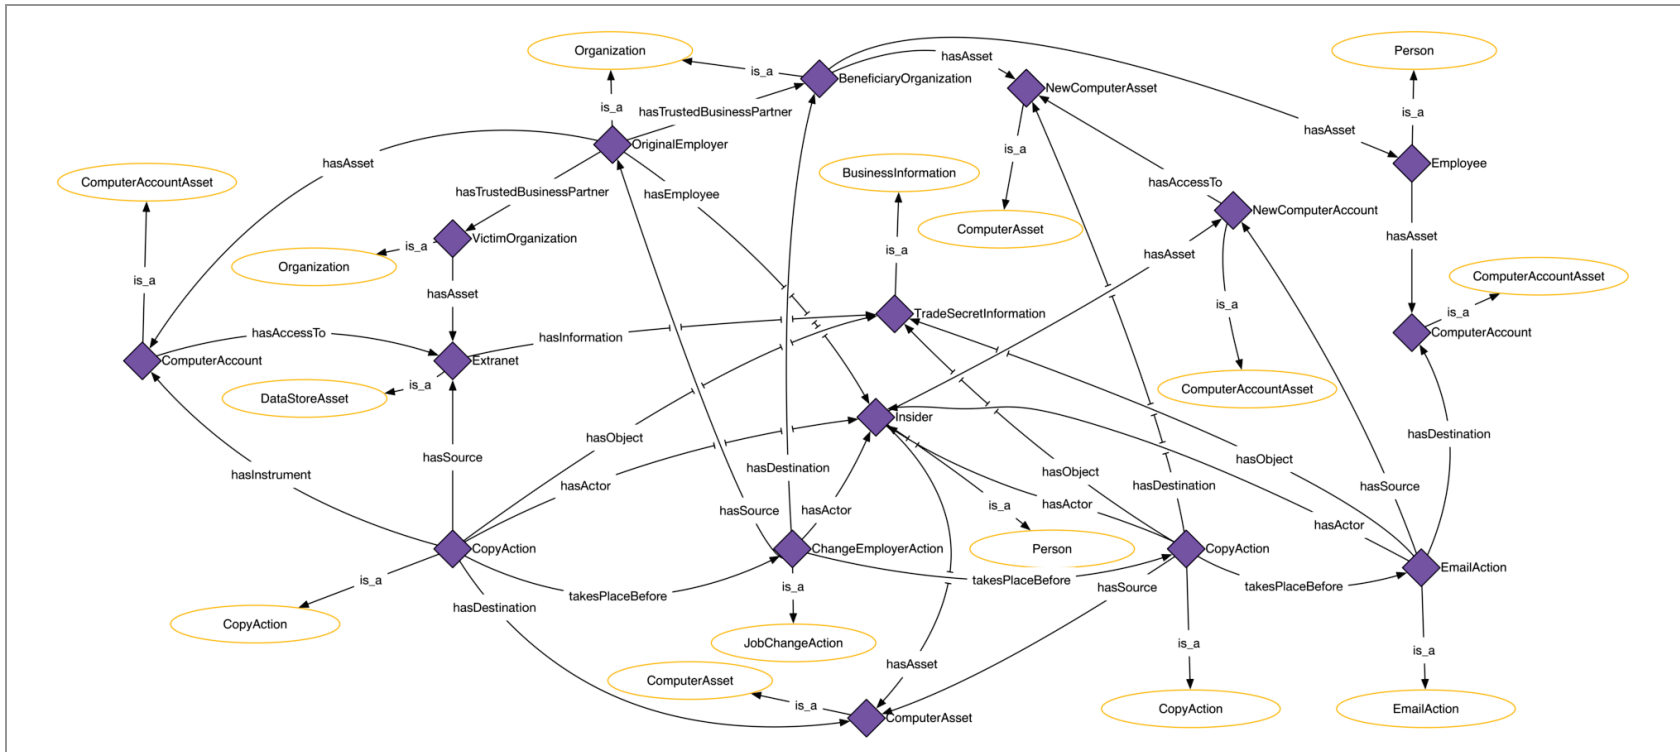 Organization
Person
hasAsset
is_a
BeneficiaryOrganization
NewComputerAsset
is_a
is_a
hasTrustedBusinessPartner
hasAsset
OriginalEmployer
is_a
hasAsset
Employee
BusinessInformation
ComputerAccountAsset
hasAccessTo
hasTrustedBusinessPartner
hasEmployee
NewComputerAccount
ComputerAsset
VictimOrganization
hasAsset
is_a
is_a
hasAsset
Organization
ComputerAccountAsset
is_a
hasAsset
is_a
is_a
TradeSecretInformation
hasAccessTo
hasInformation
ComputerAccount
ComputerAccount
Extranet
is_a
ComputerAccountAsset
DataStoreAsset
Insider
hasObject
hasDestination
hasSource
hasObject
hasDestination
hasInstrument
hasObject
hasActor
hasDestination
hasSource
is_a
hasActor
hasSource
hasActor
hasActor
CopyAction
ChangeEmployerAction
Person
CopyAction
EmailAction
is_a
takesPlaceBefore
is_a
hasSource
takesPlaceBefore
takesPlaceBefore
hasDestination
CopyAction
JobChangeAction
is_a
is_a
hasAsset
ComputerAsset
is_a
CopyAction
EmailAction
ComputerAsset